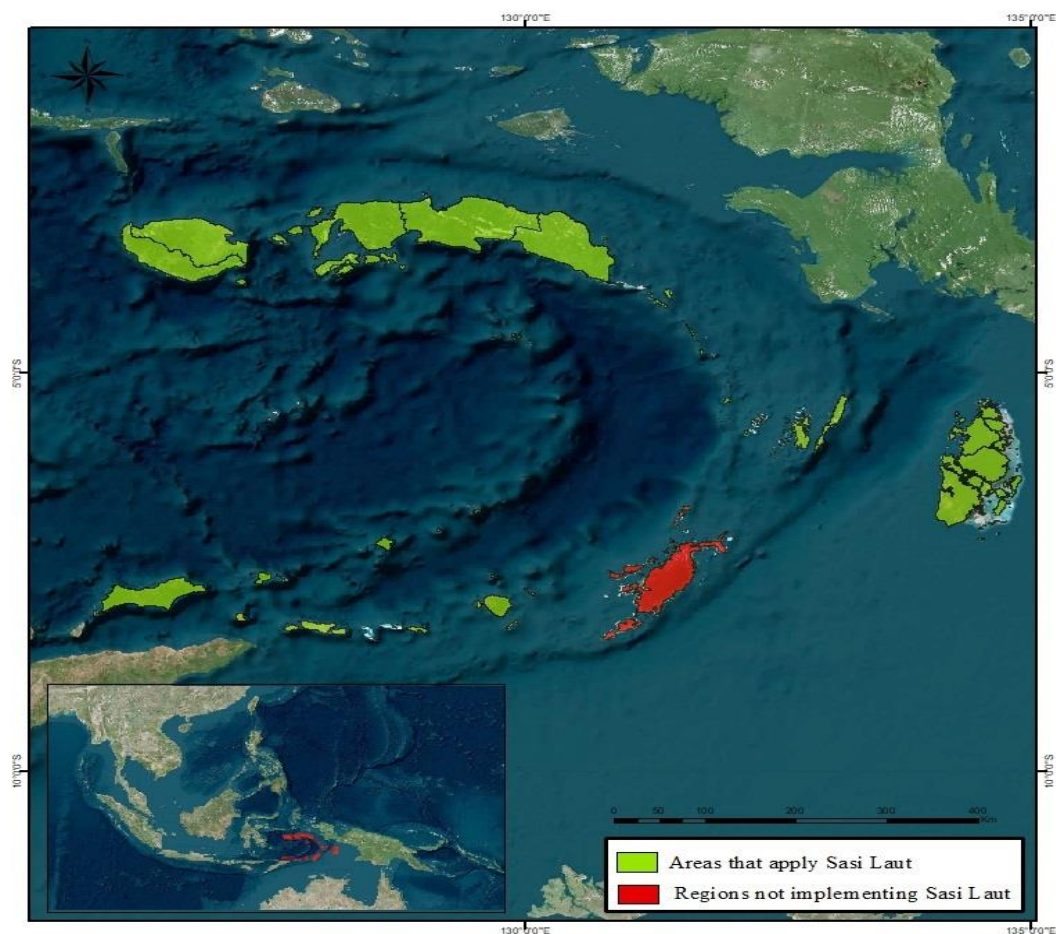 130°0'0"E
135°0'0"E
5°0'0"S
5°0'0"S
10°0'0"S
10°0'0"S
0 50 100 200 300 400
Km
Areas that apply Sasi Laut
Regions not implementing Sasi Laut
130°0'0"E
135°0'0"E